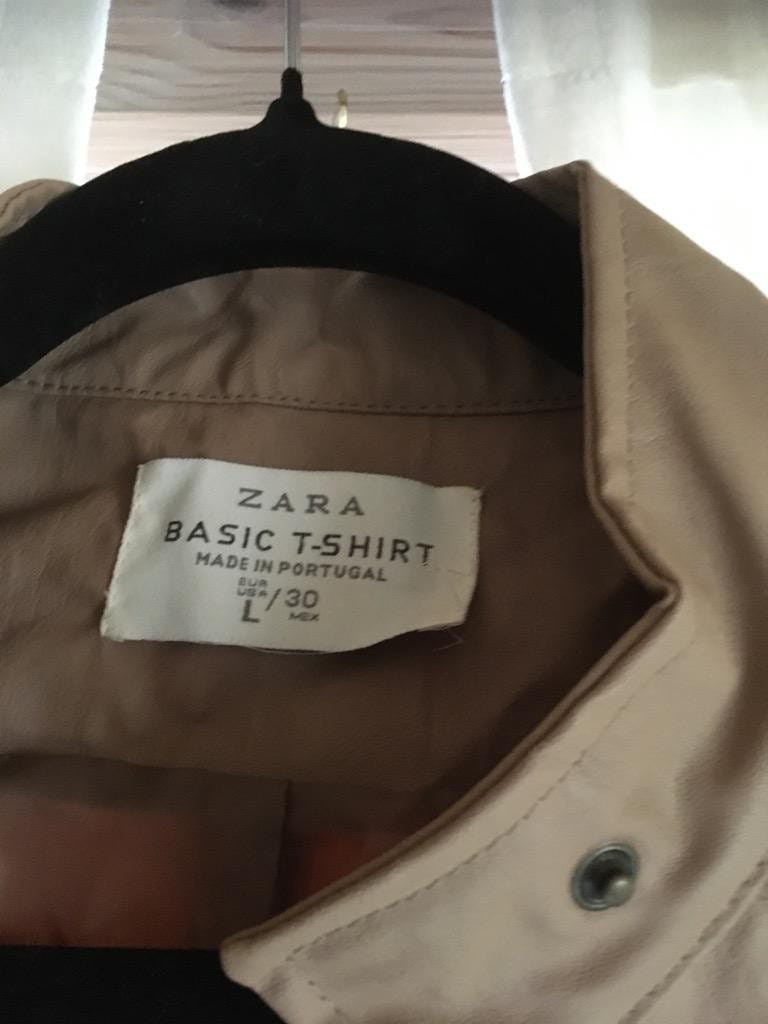 ZARA
BASIC T-SHIRT
MADE IN PORTUGAL
EUR
USA
L / 30
MEX